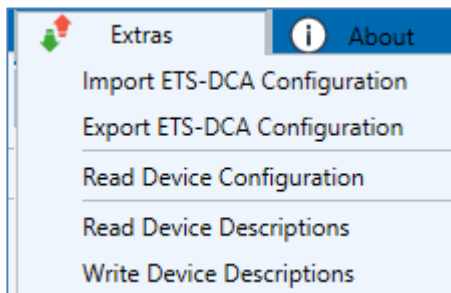 Extras About
Import ETS-DCA Configuration
Export ETS-DCA Configuration
Read Device Configuration
Read Device Descriptions
Write Device Descriptions